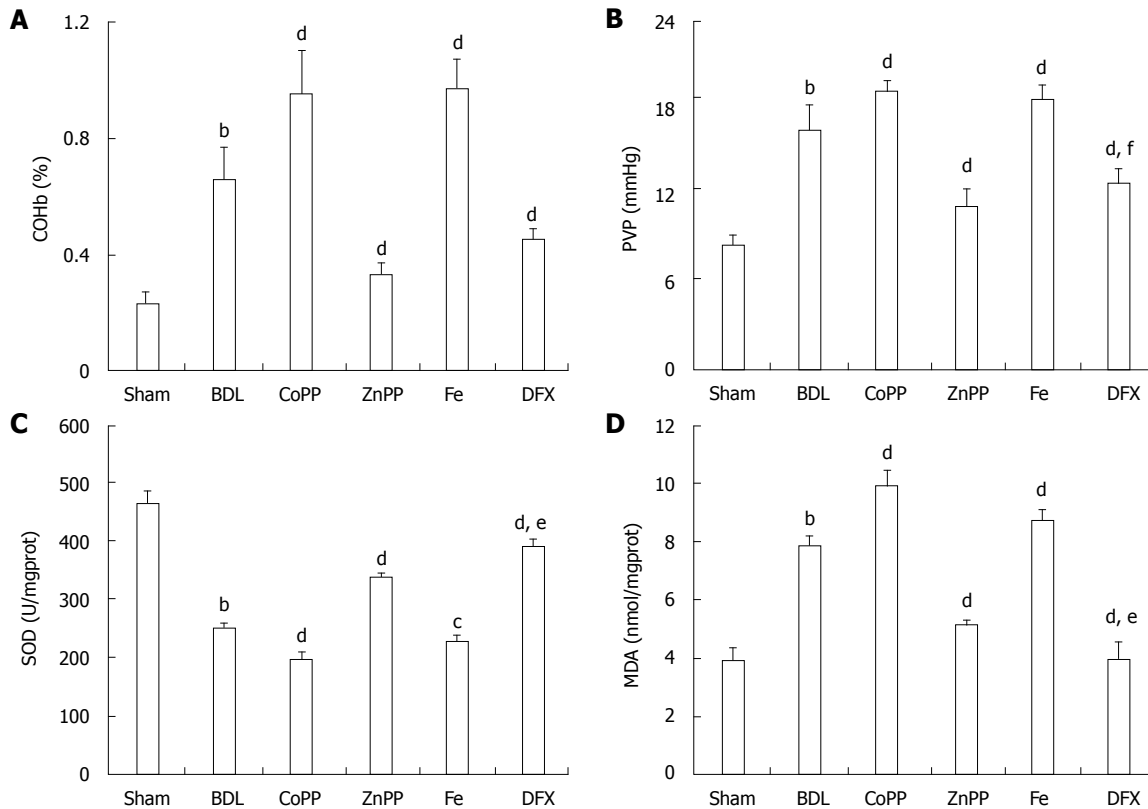 A
1.2
0.8
0.4
0
COHb (%)
b
d
d
d
d
Sham BDL CoPP ZnPP Fe DFX
B
24
18
12
6
0
PVP (mmHg)
b
d
d
d
d, f
Sham BDL CoPP ZnPP Fe DFX
C
600
500
400
300
200
100
0
SOD (U/mgprot)
b
d
d
c
d, e
Sham BDL CoPP ZnPP Fe DFX
D
12
10
8
6
4
2
0
MDA (nmol/mgprot)
b
d
d
d
d, e
Sham BDL CoPP ZnPP Fe DFX